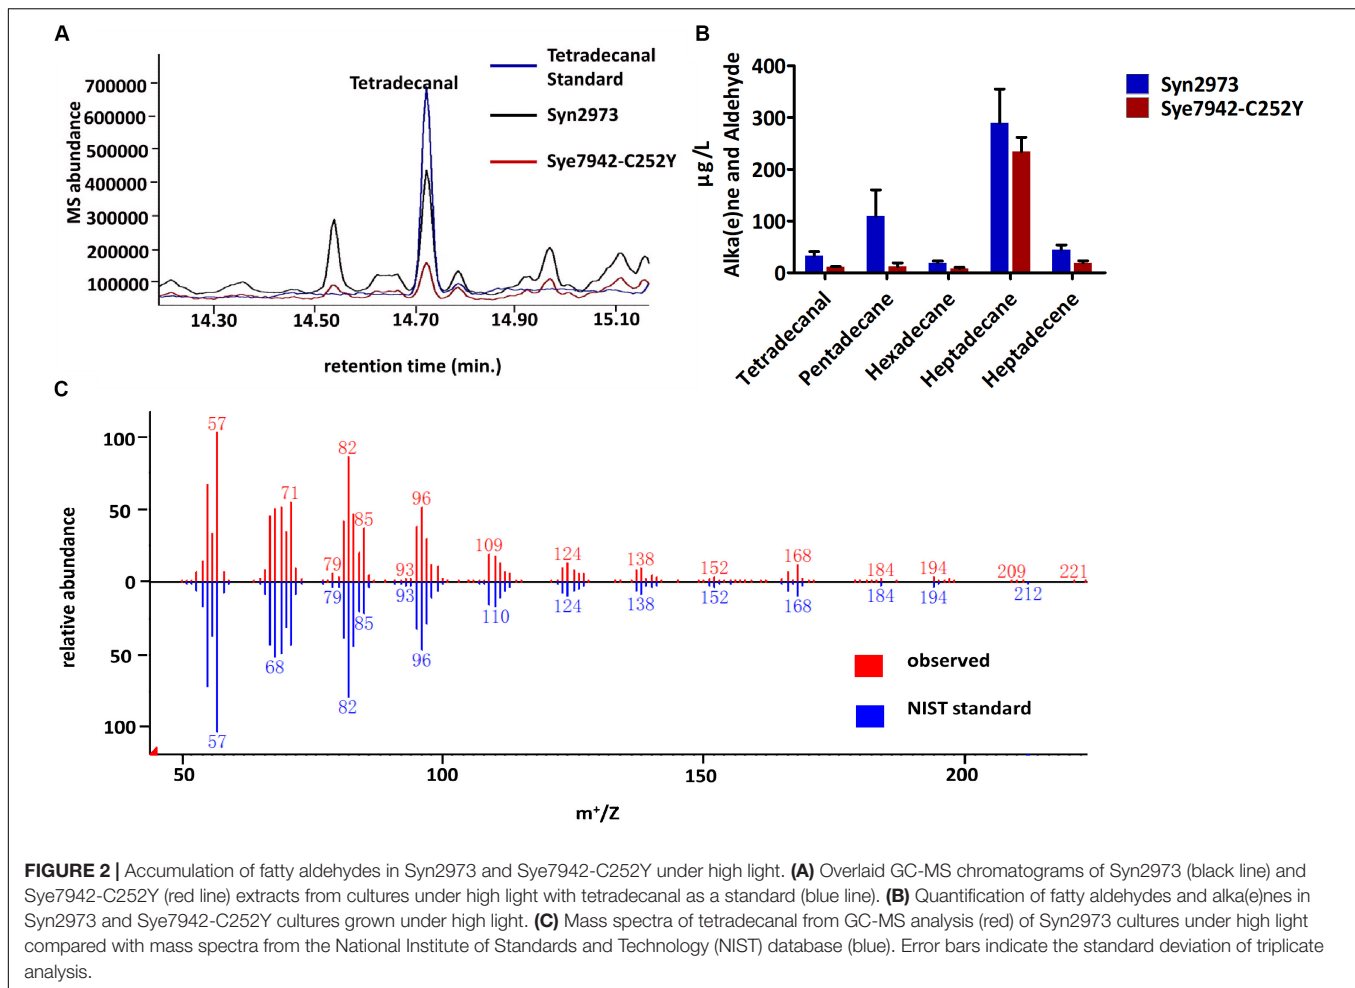 A
Tetradecanal
Tetradecanal
Standard
Syn2973
Sye7942-C252Y
MS abundance
700000
600000
500000
400000
300000
200000
100000
14.30 14.50 14.70 14.90 15.10
retention time (min.)
B
µg/L
Alka(e)ne and Aldehyde
400
300
200
100
0
Syn2973
Sye7942-C252Y
Tetradecanal
Pentadecane
Hexadecane
Heptadecane
Heptadecene
C
relative abundance
100
50
0
50
100
57 71 79 82 85 93 96 109 124 138 152 168 184 194 209 221
57 68 79 82 85 93 96 110 124 138 152 168 184 194 212
observed
NIST standard
50 100 150 200
m⁺/Z
FIGURE 2 | Accumulation of fatty aldehydes in Syn2973 and Sye7942-C252Y under high light. (A) Overlaid GC-MS chromatograms of Syn2973 (black line) and
Sye7942-C252Y (red line) extracts from cultures under high light with tetradecanal as a standard (blue line). (B) Quantification of fatty aldehydes and alka(e)nes in
Syn2973 and Sye7942-C252Y cultures grown under high light. (C) Mass spectra of tetradecanal from GC-MS analysis (red) of Syn2973 cultures under high light
compared with mass spectra from the National Institute of Standards and Technology (NIST) database (blue). Error bars indicate the standard deviation of triplicate
analysis.